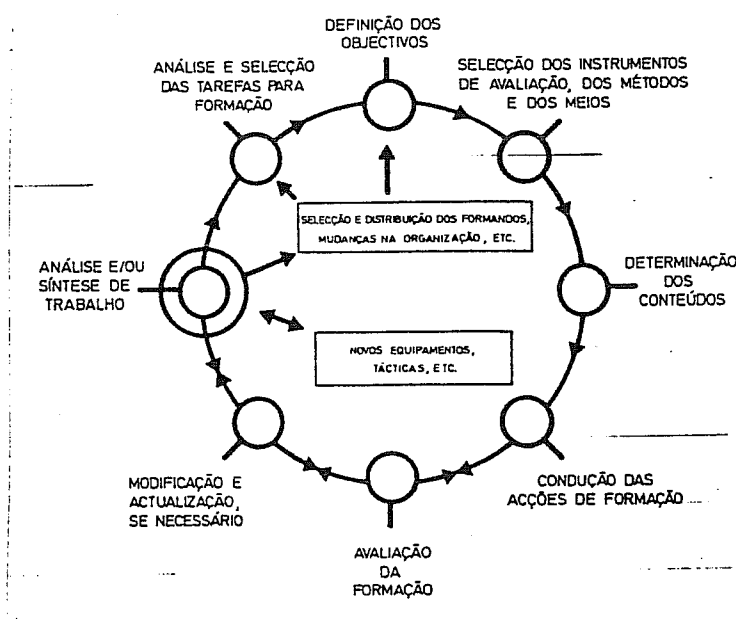 DEFINIÇÃO DOS
OBJECTIVOS
ANÁLISE E SELECÇÃO
DAS TAREFAS PARA
FORMAÇÃO
SELECÇÃO DOS INSTRUMENTOS
DE AVALIAÇÃO, DOS MÉTODOS
E DOS MEIOS
SELECÇÃO E DISTRIBUIÇÃO DOS FORMANDOS,
MUDANÇAS NA ORGANIZAÇÃO, ETC.
ANÁLISE E/OU
SÍNTESE DE
TRABALHO
DETERMINAÇÃO
DOS
CONTEÚDOS
NOVOS EQUIPAMENTOS,
TÁCTICAS, ETC.
MODIFICAÇÃO E
ACTUALIZAÇÃO,
SE NECESSÁRIO
CONDUÇÃO DAS
ACÇÕES DE FORMAÇÃO
AVALIAÇÃO
DA
FORMAÇÃO